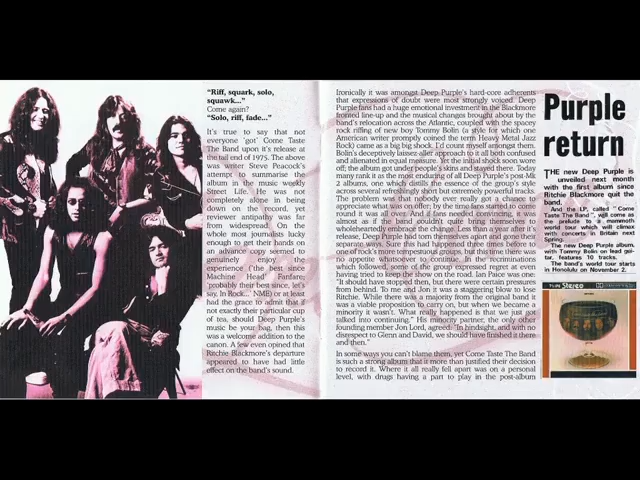 "Riff, squark, solo,
squawk..."
Come again?
"Solo, riff, fade..."
It's true to say that not
everyone 'got' Come Taste
The Band upon it's release at
the tail end of 1975. The above
was writer Steve Peacock's
attempt to summarise the
album in the music weekly
Street Life. He was not
completely alone in being
down on the record, yet
reviewer antipathy was far
from widespread. On the
whole most journalists lucky
enough to get their hands on
an advance copy seemed to
genuinely enjoy the
experience ('the best since
Machine Head' Fanfare;
'probably their best since, let's
say, In Rock...' NME) or at least
had the grace to admit that if
not exactly their particular cup
of tea, should Deep Purple's
music be your bag, then this
was a welcome addition to the
canon. A few even opined that
Ritchie Blackmore's departure
appeared to have had little
effect on the band's sound.
Ironically it was amongst Deep Purple's hard-core adherents
that expressions of doubt were most strongly voiced. Deep
Purple fans had a huge emotional investment in the Blackmore
fronted line-up and the musical changes brought about by the
band's relocation across the Atlantic, coupled with the spacey
rock riffing of new boy Tommy Bolin (a style for which one
American writer promptly coined the term Heavy Metal Jazz
Rock) came as a big shock. I'd count myself amongst them.
Bolin's deceptively laissez-allér approach to it all both confused
and alienated in equal measure. Yet the initial shock soon wore
off; the album got under people's skins and stayed there. Today
many rank it as the most enduring of all Deep Purple's post-Mk
2 albums, one which distills the essence of the group's style
across several refreshingly short but extremely powerful tracks.
The problem was that nobody ever really got a chance to
appreciate what was on offer; by the time fans started to come
round it was all over. And if fans needed convincing, it was
almost as if the band couldn't quite bring themselves to
wholeheartedly embrace the change. Less than a year after it's
release, Deep Purple had torn themselves apart and gone their
separate ways. Sure this had happened three times before to
one of rock's more tempestuous groups, but this time there was
no appetite whatsoever to continue. In the recriminations
which followed, some of the group expressed regret at even
having tried to keep the show on the road. Ian Paice was one:
"It should have stopped then, but there were certain pressures
from behind. To me and Jon it was a staggering blow to lose
Ritchie. While there was a majority from the original band it
was a viable proposition to carry on, but when we became a
minority it wasn't. What really happened is that we just got
talked into continuing." His minority partner, the only other
founding member Jon Lord, agreed: "In hindsight, and with no
disrespect to Glenn and David, we should have finished it there
and then."
In some ways you can't blame them, yet Come Taste The Band
is such a strong album that it more than justified their decision
to record it. Where it all really fell apart was on a personal
level, with drugs having a part to play in the post-album
Purple
return
THE new Deep Purple is
unveiled next month
with the first album since
Ritchie Blackmore quit the
band.
And the LP, called "Come
Taste The Band", will come as
the prelude to a mammoth
world tour which will climax
with concerts in Britain next
Spring.
The new Deep Purple album,
with Tommy Bolin on lead gui-
tar, features 10 tracks.
The band's world tour starts
in Honolulu on November 2.
Stereo